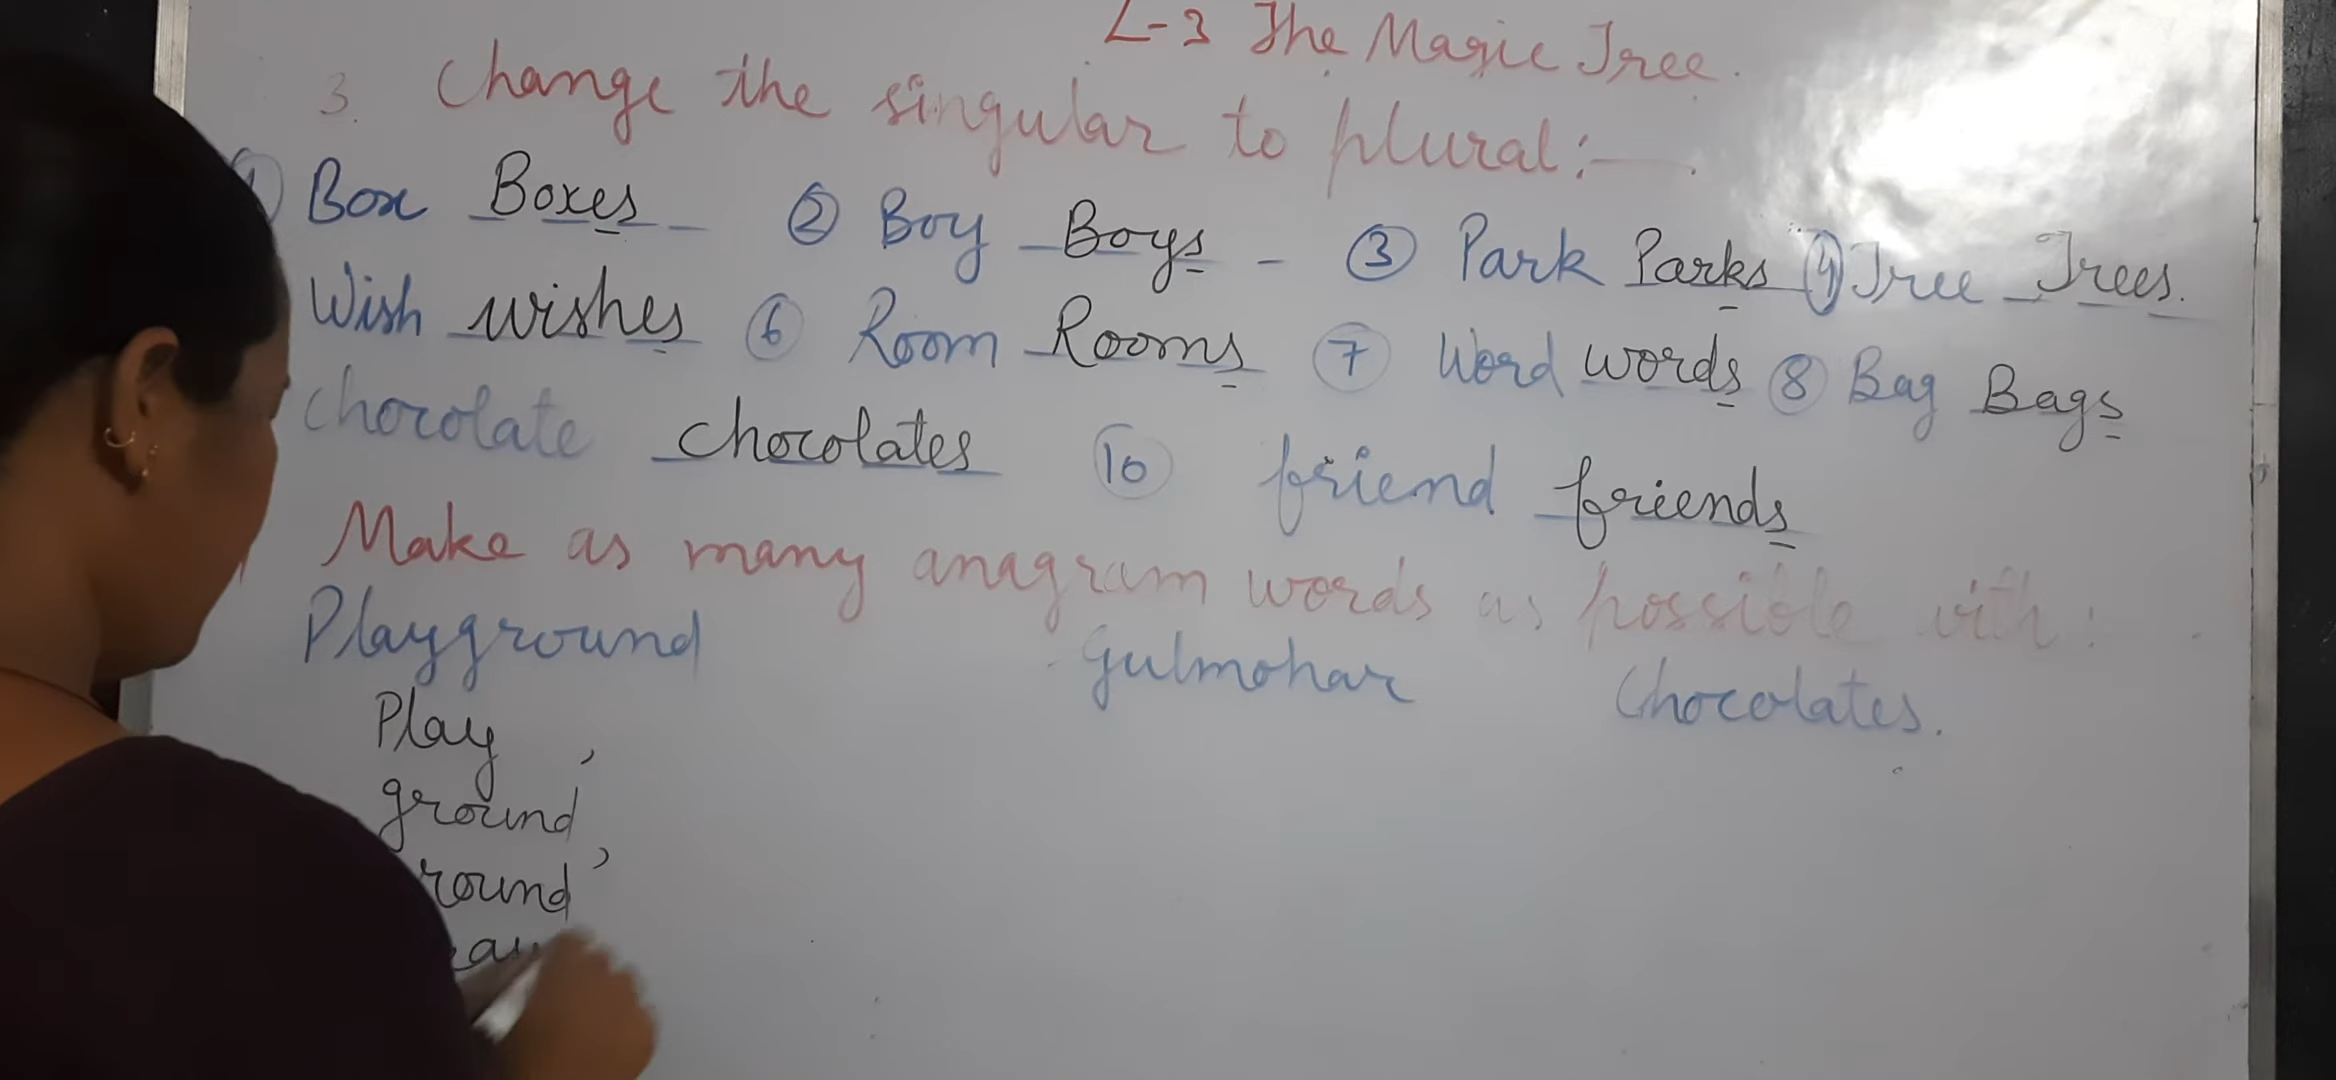 L-3 The Magic Tree.
3. Change the singular to plural:-
Box Boxes ② Boy Boys ③ Park Parks ④ Tree Trees.
Wish wishes ⑥ Room Rooms ⑦ Word words ⑧ Bag Bags
chocolate chocolates ⑩ friend friends
Make as many anagram words as possible with:
Playground Gulmohar Chocolates.
Play,
ground,
round